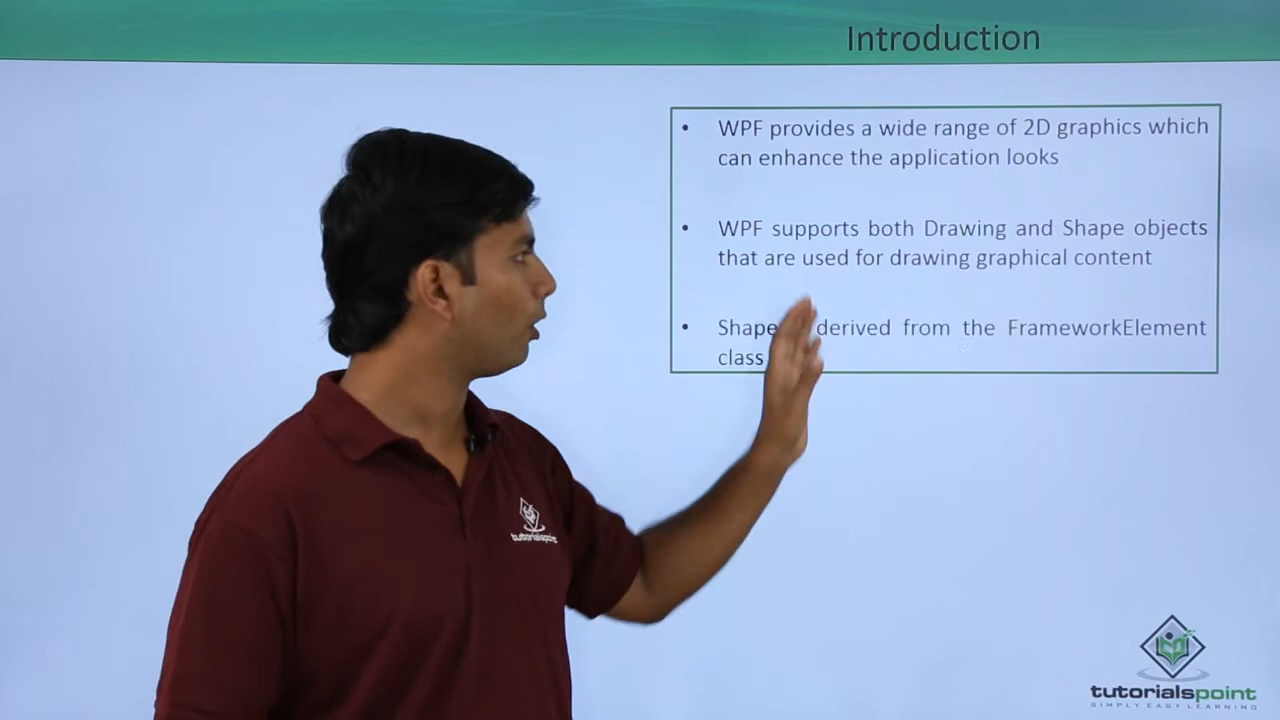 Introduction
• WPF provides a wide range of 2D graphics which
can enhance the application looks
• WPF supports both Drawing and Shape objects
that are used for drawing graphical content
• Shape derived from the FrameworkElement
class
tutorialspoint
tutorialspoint
SIMPLY EASY LEARNING